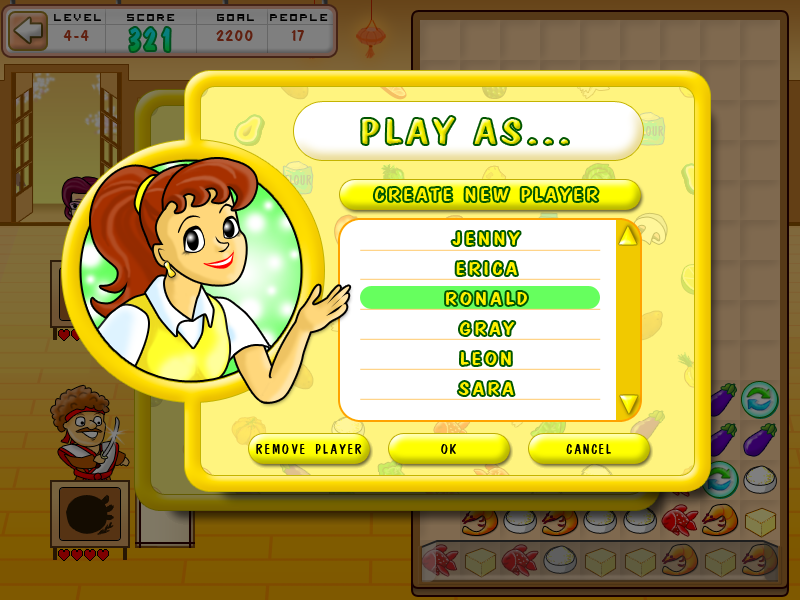 LEVEL SCORE GOAL PEOPLE
4-4 321 2200 17
PLAY AS...
CREATE NEW PLAYER
JENNY
ERICA
RONALD
GRAY
LEON
SARA
REMOVE PLAYER OK CANCEL